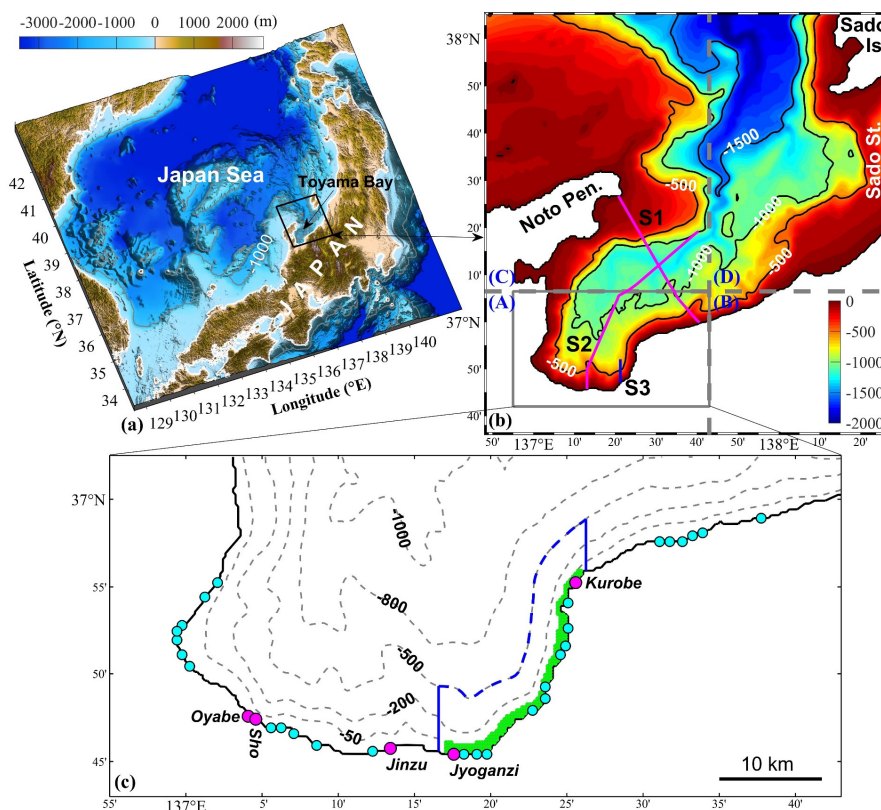 -3000 -2000 -1000 0 1000 2000 (m)
Japan Sea
Toyama Bay
-1000
JAPAN
42
41
40
39
38
37
36
35
34
Latitude (°N)
129 130 131 132 133 134 135 136 137 138 139 140
Longitude (°E)
(a)
38°N
50'
40'
30'
20'
10'
37°N
50'
40'
Sado
Is
Sado St.
-1500
-500
-1000
-1000
-500
-500
Noto Pen.
S1
S2
S3
(C) (D)
(A) (B)
0
-500
-1000
-1500
-2000
(b)
50' 137°E 10' 20' 30' 40' 50' 138°E 10' 20'
37°N
55'
50'
45'
-1000
-800
-500
-200
-50
Kurobe
Oyabe
Sho
Jinzu
Jyoganzi
10 km
(c)
55' 137°E 5' 10' 15' 20' 25' 30' 35' 40'